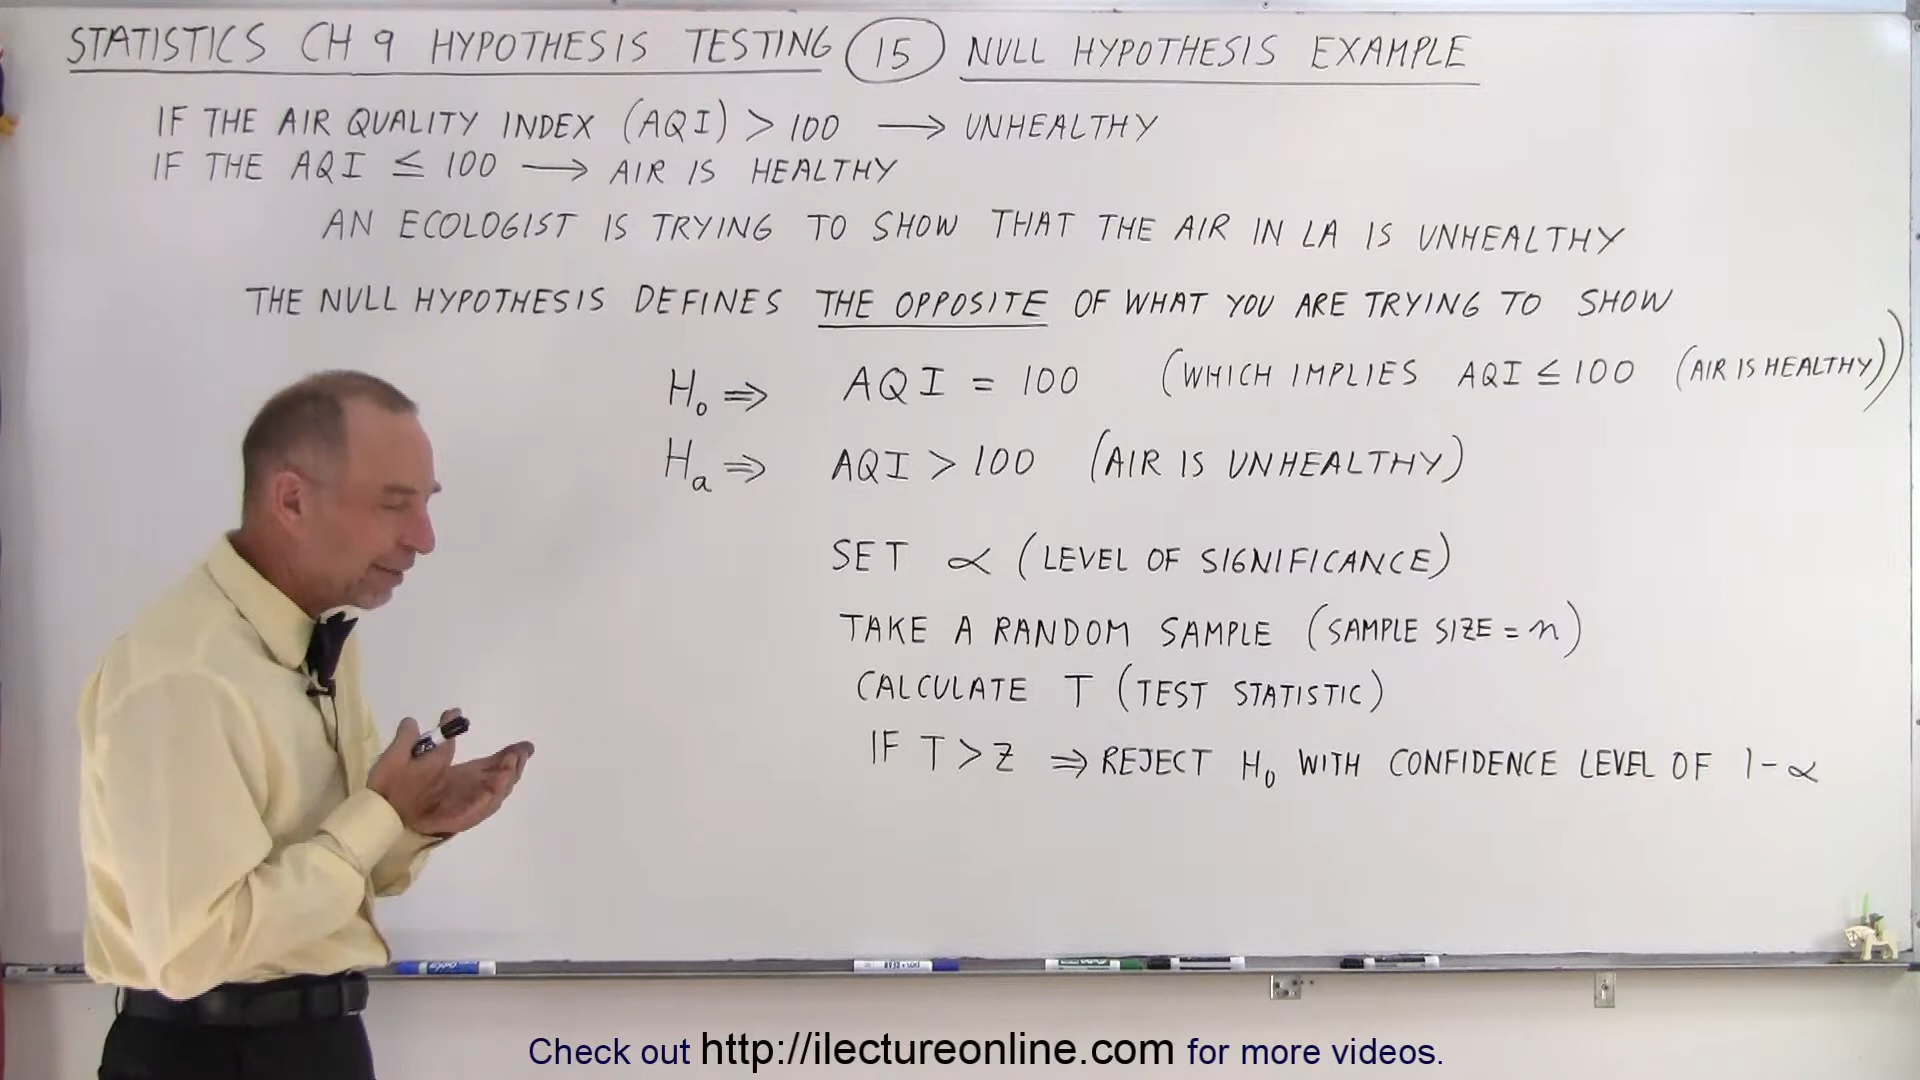 STATISTICS CH 9 HYPOTHESIS TESTING 15 NULL HYPOTHESIS EXAMPLE
IF THE AIR QUALITY INDEX (AQI) > 100 → UNHEALTHY
IF THE AQI ≤ 100 → AIR IS HEALTHY
AN ECOLOGIST IS TRYING TO SHOW THAT THE AIR IN LA IS UNHEALTHY
THE NULL HYPOTHESIS DEFINES THE OPPOSITE OF WHAT YOU ARE TRYING TO SHOW
H₀ ⇒ AQI = 100 (WHICH IMPLIES AQI ≤ 100 (AIR IS HEALTHY))
Hₐ ⇒ AQI > 100 (AIR IS UNHEALTHY)
SET α (LEVEL OF SIGNIFICANCE)
TAKE A RANDOM SAMPLE (SAMPLE SIZE = n)
CALCULATE T (TEST STATISTIC)
IF T > Z ⇒ REJECT H₀ WITH CONFIDENCE LEVEL OF 1 - α
Check out http://ilectureonline.com for more videos.